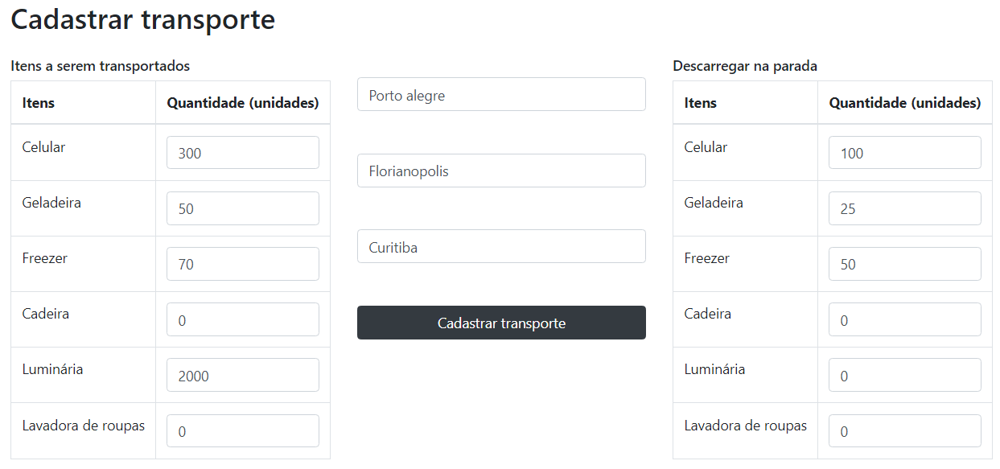 Cadastrar transporte
Itens a serem transportados
Itens Quantidade (unidades)
Celular 300
Geladeira 50
Freezer 70
Cadeira 0
Luminária 2000
Lavadora de roupas 0
Porto alegre
Florianopolis
Curitiba
Cadastrar transporte
Descarregar na parada
Itens Quantidade (unidades)
Celular 100
Geladeira 25
Freezer 50
Cadeira 0
Luminária 0
Lavadora de roupas 0